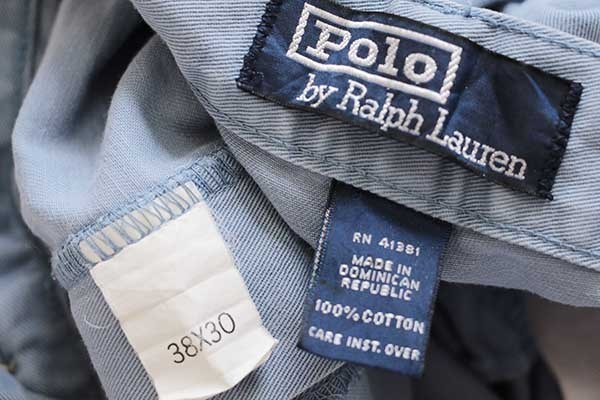 Polo
by Ralph Lauren
RN 41381
MADE IN
DOMINICAN
REPUBLIC
100% COTTON
CARE INST. OVER
38X30